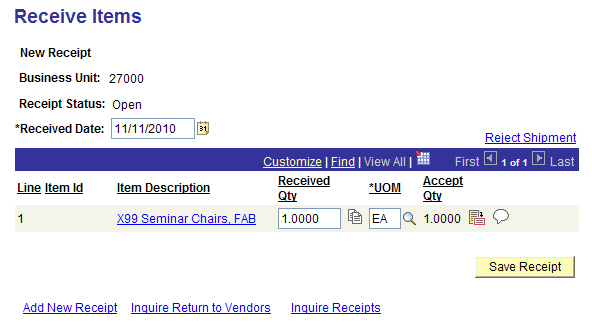 Receive Items
New Receipt
Business Unit: 27000
Receipt Status: Open
*Received Date: 11/11/2010 31
Reject Shipment
Customize | Find | View All | First 1 of 1 Last
Line Item Id Item Description Received Qty *UOM Accept Qty
1 X99 Seminar Chairs, FAB 1.0000 EA 1.0000
Save Receipt
Add New Receipt Inquire Return to Vendors Inquire Receipts